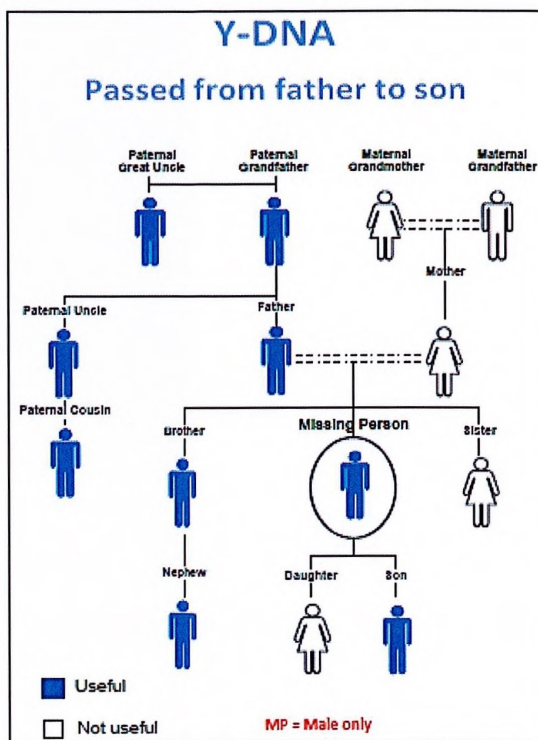 Y-DNA
Passed from father to son
Paternal Great Uncle
Paternal Grandfather
Maternal Grandmother
Maternal Grandfather
Mother
Paternal Uncle
Father
Paternal Cousin
Brother
Missing Person
Sister
Nephew
Daughter
Son
Useful
Not useful
MP = Male only